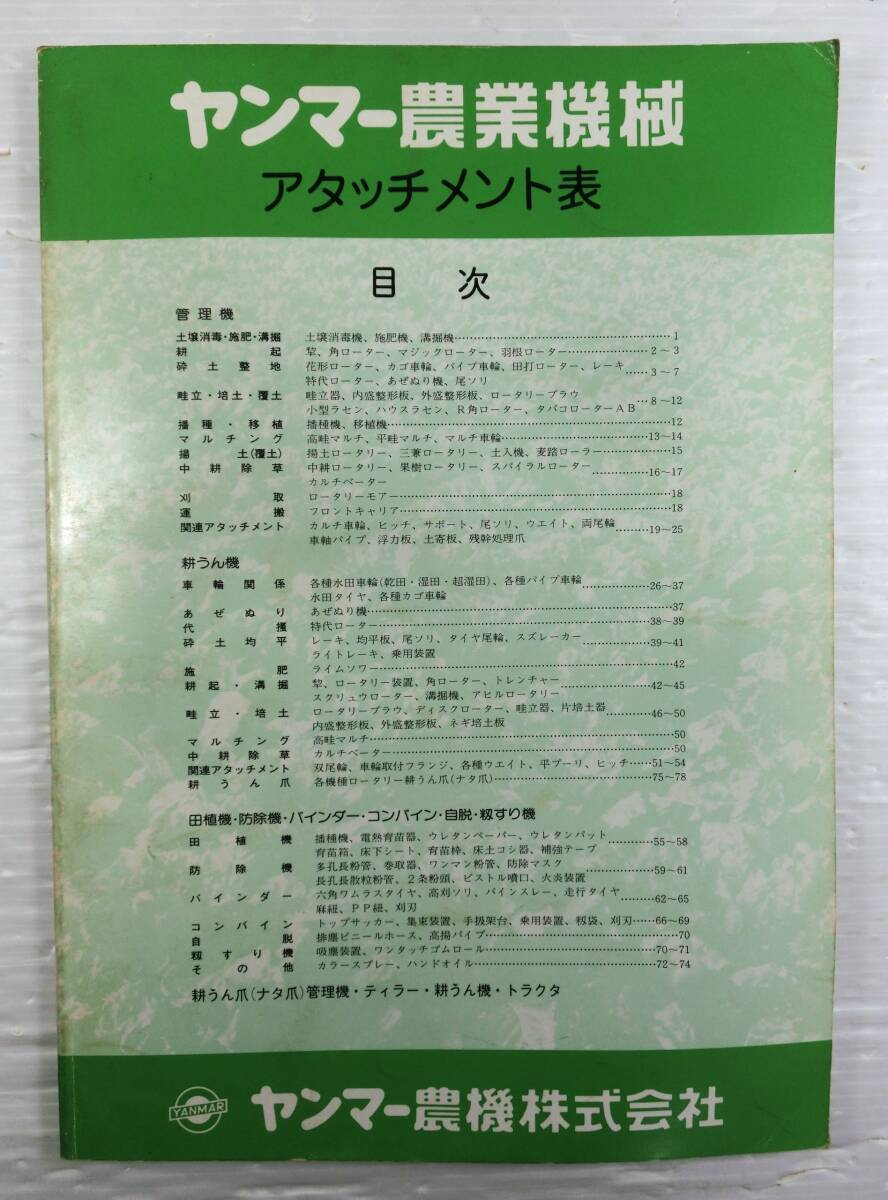 ヤンマー農業機械
アタッチメント表
目次
管理機
土壌消毒・施肥・溝掘 土壌消毒機、施肥機、溝掘機……1
耕起 犂、角ローター、マジックローター、羽根ローター……2～3
砕土整地 花形ローター、カゴ車輪、パイプ車輪、田打ローター、レーキ……3～7
特代ローター、あぜぬり機、尾ソリ
畦立・培土・覆土 畦立器、内盛整形板、外盛整形板、ロータリープラウ…8～12
小型ラセン、ハウスラセン、R角ローター、タバコローターAB
播種・移植 播種機、移植機……12
マルチング 高畦マルチ、平畦マルチ、マルチ車輪……13～14
揚土(覆土) 揚土ロータリー、三兼ロータリー、土入機、麦踏ローラー……15
中耕除草 中耕ロータリー、果樹ロータリー、スパイラルローター……16～17
カルチベーター
刈取 ロータリーモアー……18
運搬 フロントキャリア……18
関連アタッチメント カルチ車輪、ヒッチ、サポート、尾ソリ、ウエイト、両尾輪……19～25
車軸パイプ、浮力板、土寄板、残幹処理爪
耕うん機
車輪関係 各種水田車輪(乾田・湿田・超湿田)、各種パイプ車輪……26～37
水田タイヤ、各種カゴ車輪
あぜぬり あぜぬり機……37
代掻 特代ローター……38～39
砕土均平 レーキ、均平板、尾ソリ、タイヤ尾輪、スズレーカー……39～41
ライトレーキ、乗用装置
施肥 ライムソワー……42
耕起・溝掘 犂、ロータリー装置、角ローター、トレンチャー……42～45
スクリュウローター、溝掘機、アヒルロータリー
畦立・培土 ロータリープラウ、ディスクローター、畦立器、片培土器……46～50
内盛整形板、外盛整形板、ネギ培土板
マルチング 高畦マルチ……50
中耕除草 カルチベーター……50
関連アタッチメント 双尾輪、車輪取付フランジ、各種ウエイト、平プーリ、ヒッチ……51～54
耕うん爪 各機種ロータリー耕うん爪(ナタ爪)……75～78
田植機・防除機・バインダー・コンバイン・自脱・籾すり機
田植機 播種機、電熱育苗器、ウレタンペーパー、ウレタンパット……55～58
育苗箱、床下シート、育苗枠、床土コシ器、補強テープ
防除機 多孔長粉管、巻取器、ワンマン粉管、防除マスク……59～61
長孔長散粒粉管、2条粉頭、ピストル噴口、火炎装置
バインダー 六角ワムラスタイヤ、高刈ソリ、バインスレー、走行タイヤ……62～65
麻紐、PP紐、刈刃
コンバイン トップサッカー、集束装置、手扱架台、乗用装置、籾袋、刈刃……66～69
自脱 排塵ビニールホース、高揚パイプ……70
籾すり機 吸塵装置、ワンタッチゴムロール……70～71
その他 カラースプレー、ハンドオイル……72～74
耕うん爪(ナタ爪)管理機・ティラー・耕うん機・トラクタ
YANMAR ヤンマー農機株式会社